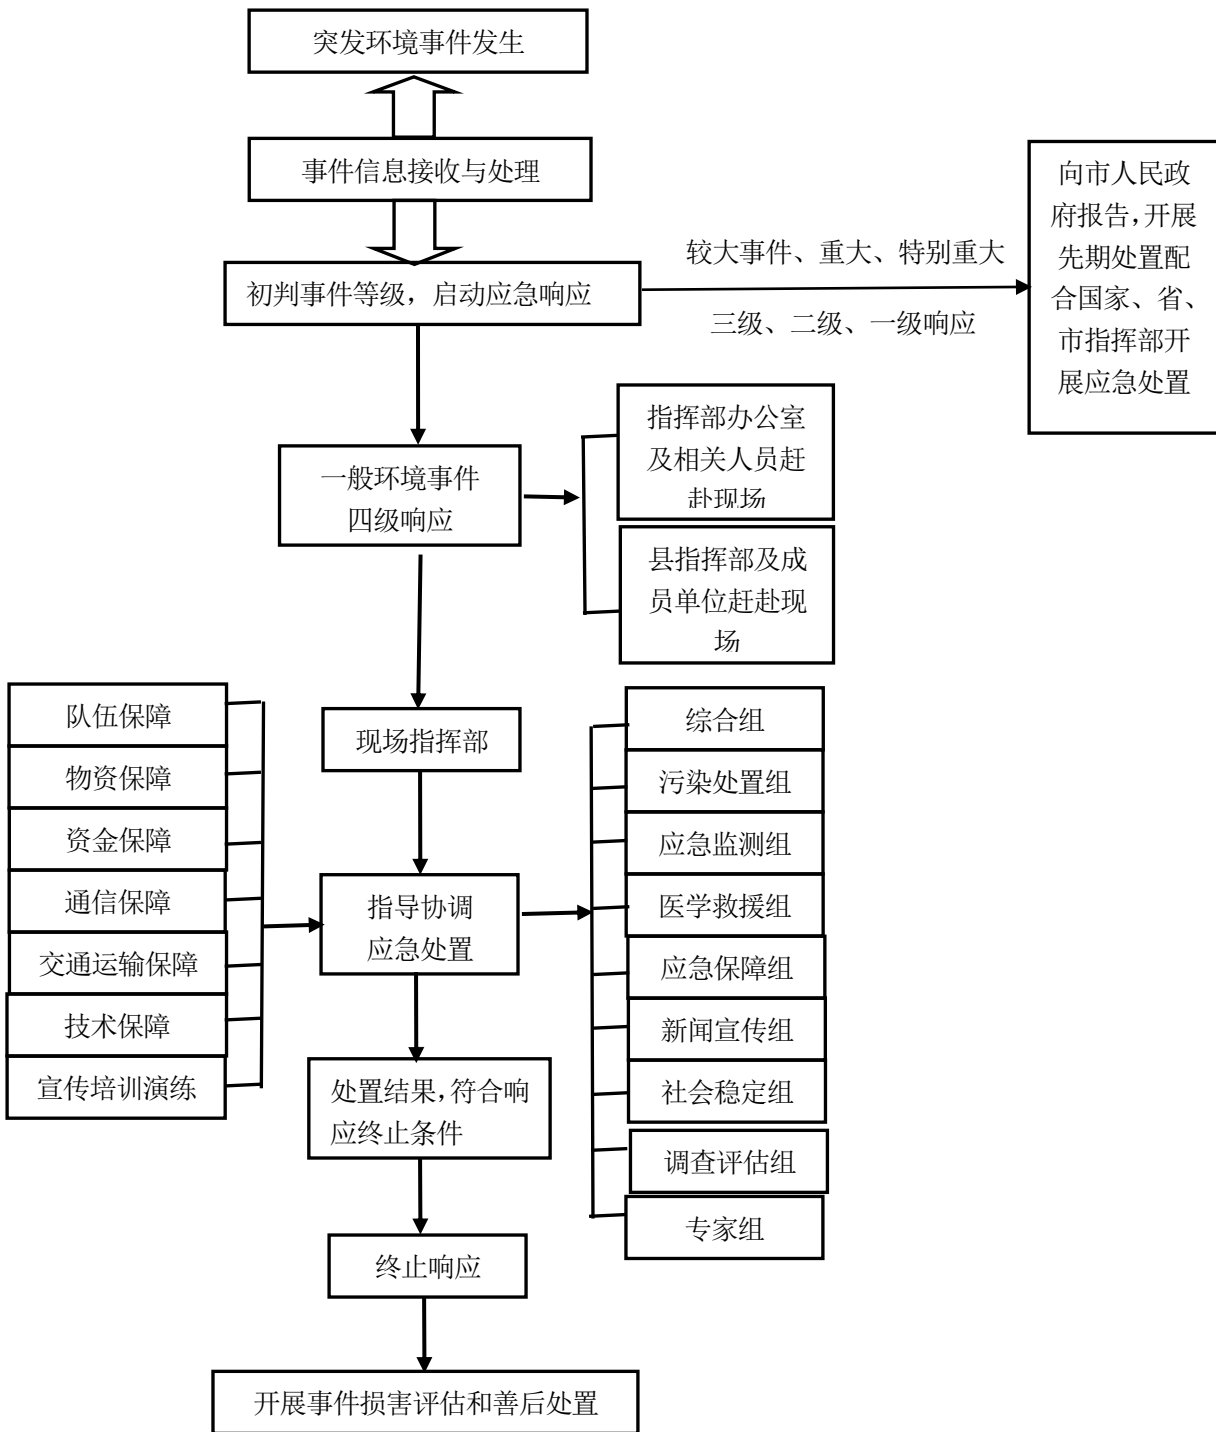 突发环境事件发生
事件信息接收与处理
初判事件等级，启动应急响应
较大事件、重大、特别重大
三级、二级、一级响应
向市人民政
府报告，开展
先期处置配
合国家、省、
市指挥部开
展应急处置
一般环境事件
四级响应
指挥部办公室
及相关人员赶
赴现场
县指挥部及成
员单位赶赴现
场
现场指挥部
队伍保障
物资保障
资金保障
通信保障
交通运输保障
技术保障
宣传培训演练
指导协调
应急处置
综合组
污染处置组
应急监测组
医学救援组
应急保障组
新闻宣传组
社会稳定组
调查评估组
专家组
处置结果，符合响
应终止条件
终止响应
开展事件损害评估和善后处置